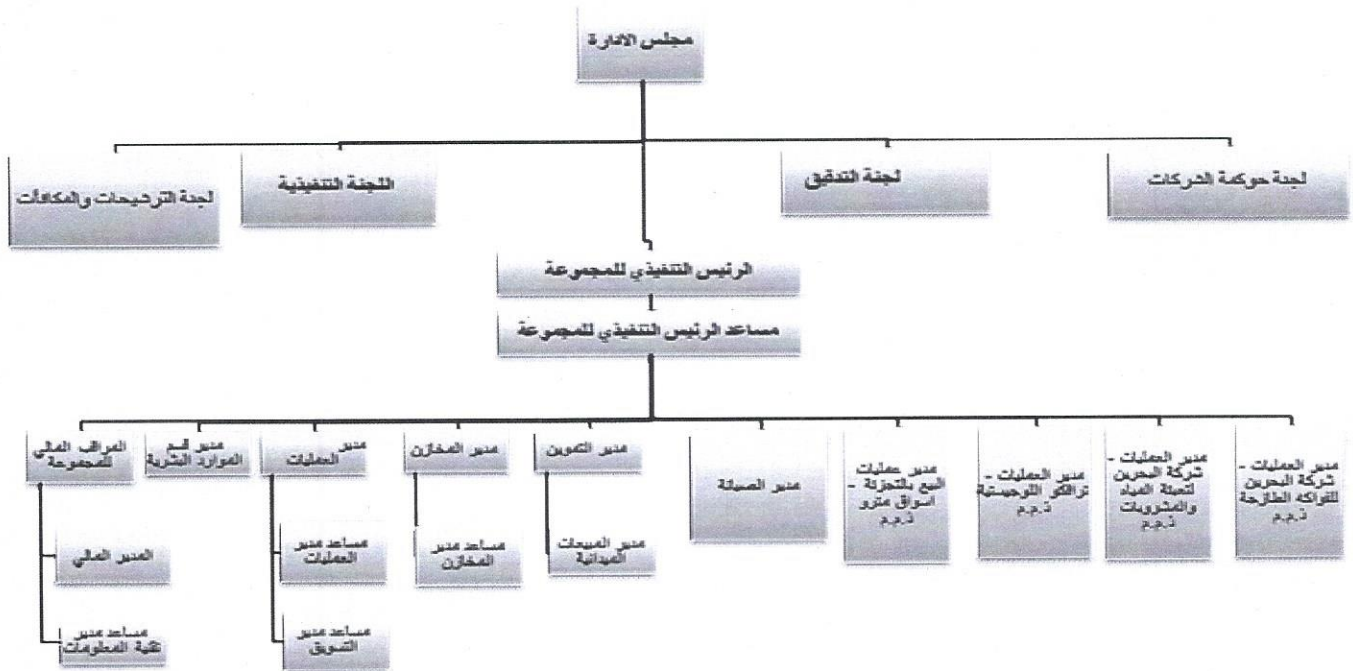 مجلس الادارة
لجنة حوكمة الشركات
لجنة التدقيق
اللجنة التنفيذية
لجنة الترشيحات والمكافآت
الرئيس التنفيذي للمجموعة
مساعد الرئيس التنفيذي للمجموعة
مدير العمليات -
شركة البحرين
للفواكه الطازجة
ذ.م.م
مدير العمليات -
شركة البحرين
لتعبئة المياه
والمشروبات
ذ.م.م
مدير العمليات -
ترافكو اللوجيستية
ذ.م.م
مدير عمليات
البيع بالتجزئة -
اسواق مترو
ذ.م.م
مدير الصيانة
مدير التموين
مدير المبيعات
الميدانية
مدير المخازن
مساعد مدير
المخازن
مدير
العمليات
مساعد مدير
العمليات
مساعد مدير
التسويق
مدير قسم
الموارد البشرية
المراقب المالي
للمجموعة
المدير المالي
مساعد مدير
تقنية المعلومات